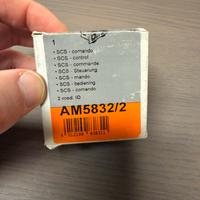 1
• SCS - comando
• SCS - control
• SCS - commande
• SCS - Steuerung
• SCS - mando
• SCS - bediening
• SCS - comando
2 mod. ID
AM5832/2